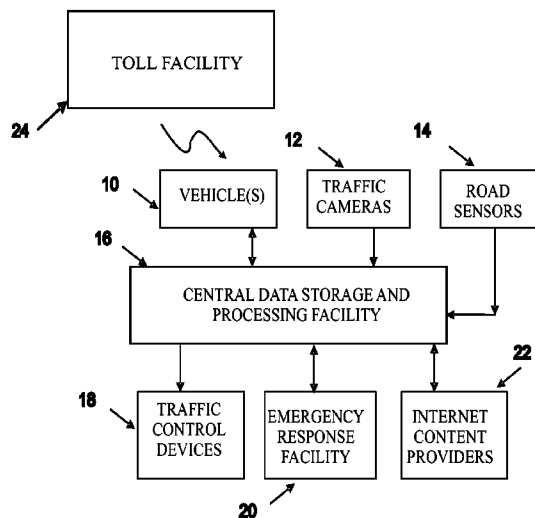 TOLL FACILITY
24
12
14
10
VEHICLE(S)
TRAFFIC
CAMERAS
ROAD
SENSORS
16
CENTRAL DATA STORAGE AND
PROCESSING FACILITY
22
18
TRAFFIC
CONTROL
DEVICES
EMERGENCY
RESPONSE
FACILITY
INTERNET
CONTENT
PROVIDERS
20